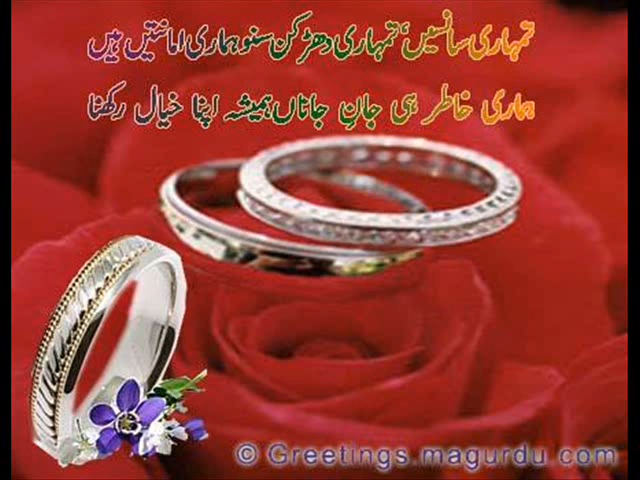 تمہاری سانسیں، تمہاری دھڑکن سنو ہماری امانتیں ہیں
ہماری خاطر ہی جانِ جاناں ہمیشہ اپنا خیال رکھنا
© Greetings.magurdu.com